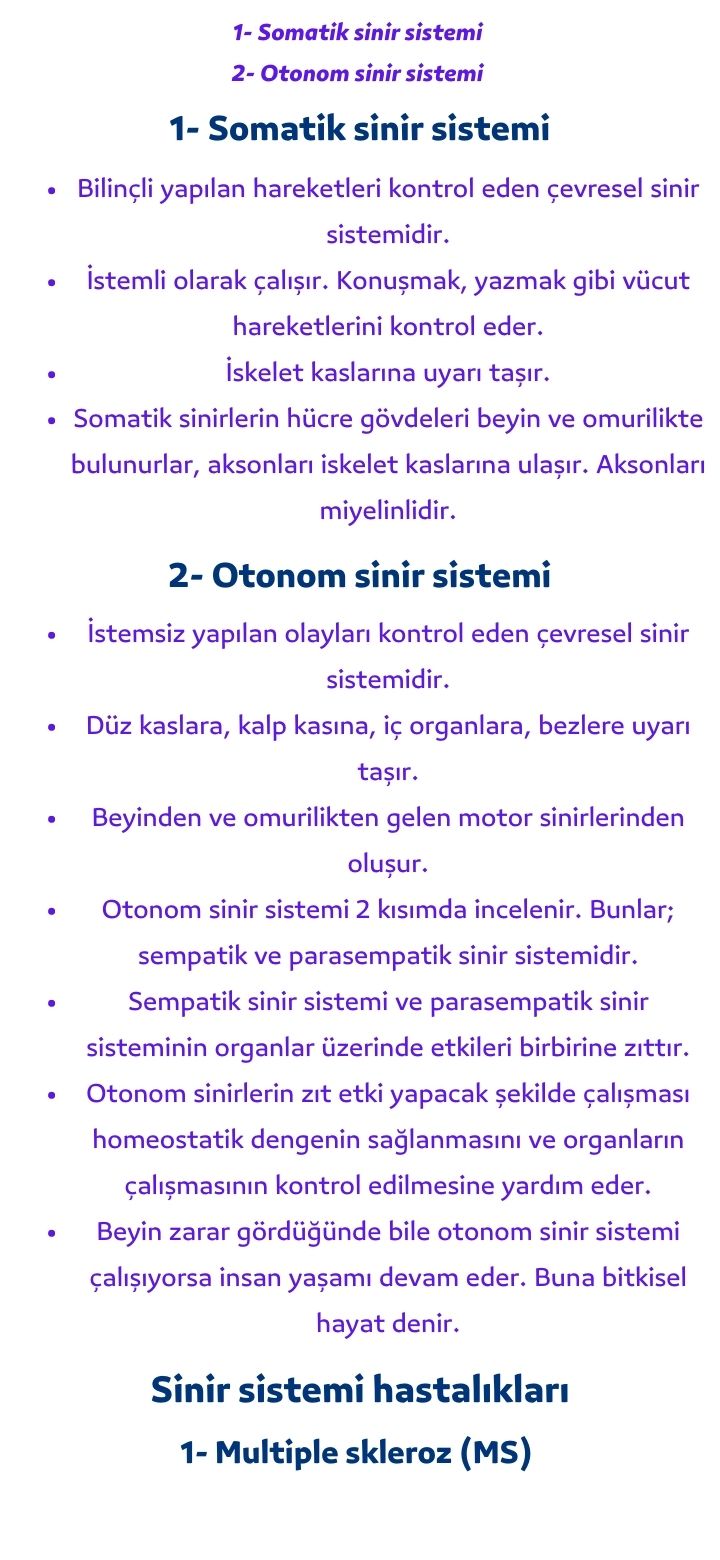 1- Somatik sinir sistemi
2- Otonom sinir sistemi
1- Somatik sinir sistemi
• Bilinçli yapılan hareketleri kontrol eden çevresel sinir
sistemidir.
• İstemli olarak çalışır. Konuşmak, yazmak gibi vücut
hareketlerini kontrol eder.
• İskelet kaslarına uyarı taşır.
• Somatik sinirlerin hücre gövdeleri beyin ve omurilikte
bulunurlar, aksonları iskelet kaslarına ulaşır. Aksonları
miyelinlidir.
2- Otonom sinir sistemi
• İstemsiz yapılan olayları kontrol eden çevresel sinir
sistemidir.
• Düz kaslara, kalp kasına, iç organlara, bezlere uyarı
taşır.
• Beyinden ve omurilikten gelen motor sinirlerinden
oluşur.
• Otonom sinir sistemi 2 kısımda incelenir. Bunlar;
sempatik ve parasempatik sinir sistemidir.
• Sempatik sinir sistemi ve parasempatik sinir
sisteminin organlar üzerinde etkileri birbirine zıttır.
• Otonom sinirlerin zıt etki yapacak şekilde çalışması
homeostatik dengenin sağlanmasını ve organların
çalışmasının kontrol edilmesine yardım eder.
• Beyin zarar gördüğünde bile otonom sinir sistemi
çalışıyorsa insan yaşamı devam eder. Buna bitkisel
hayat denir.
Sinir sistemi hastalıkları
1- Multiple skleroz (MS)